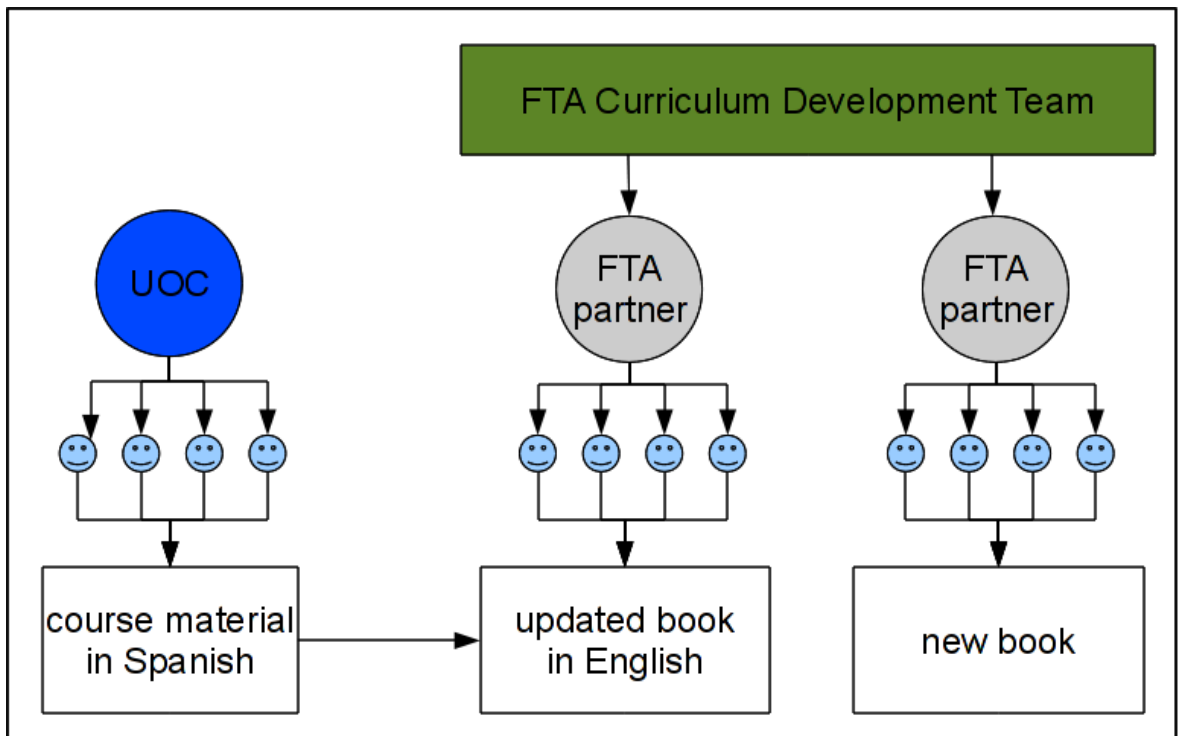 FTA Curriculum Development Team
UOC
FTA
partner
FTA
partner
course material
in Spanish
updated book
in English
new book